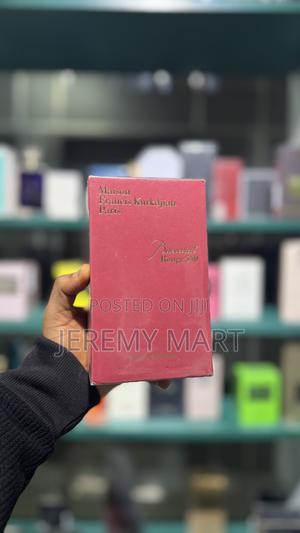 Maison
Francis Kurkdjian
Paris
Baccarat
Rouge 540
POSTED ON JIJI
JEREMY MART